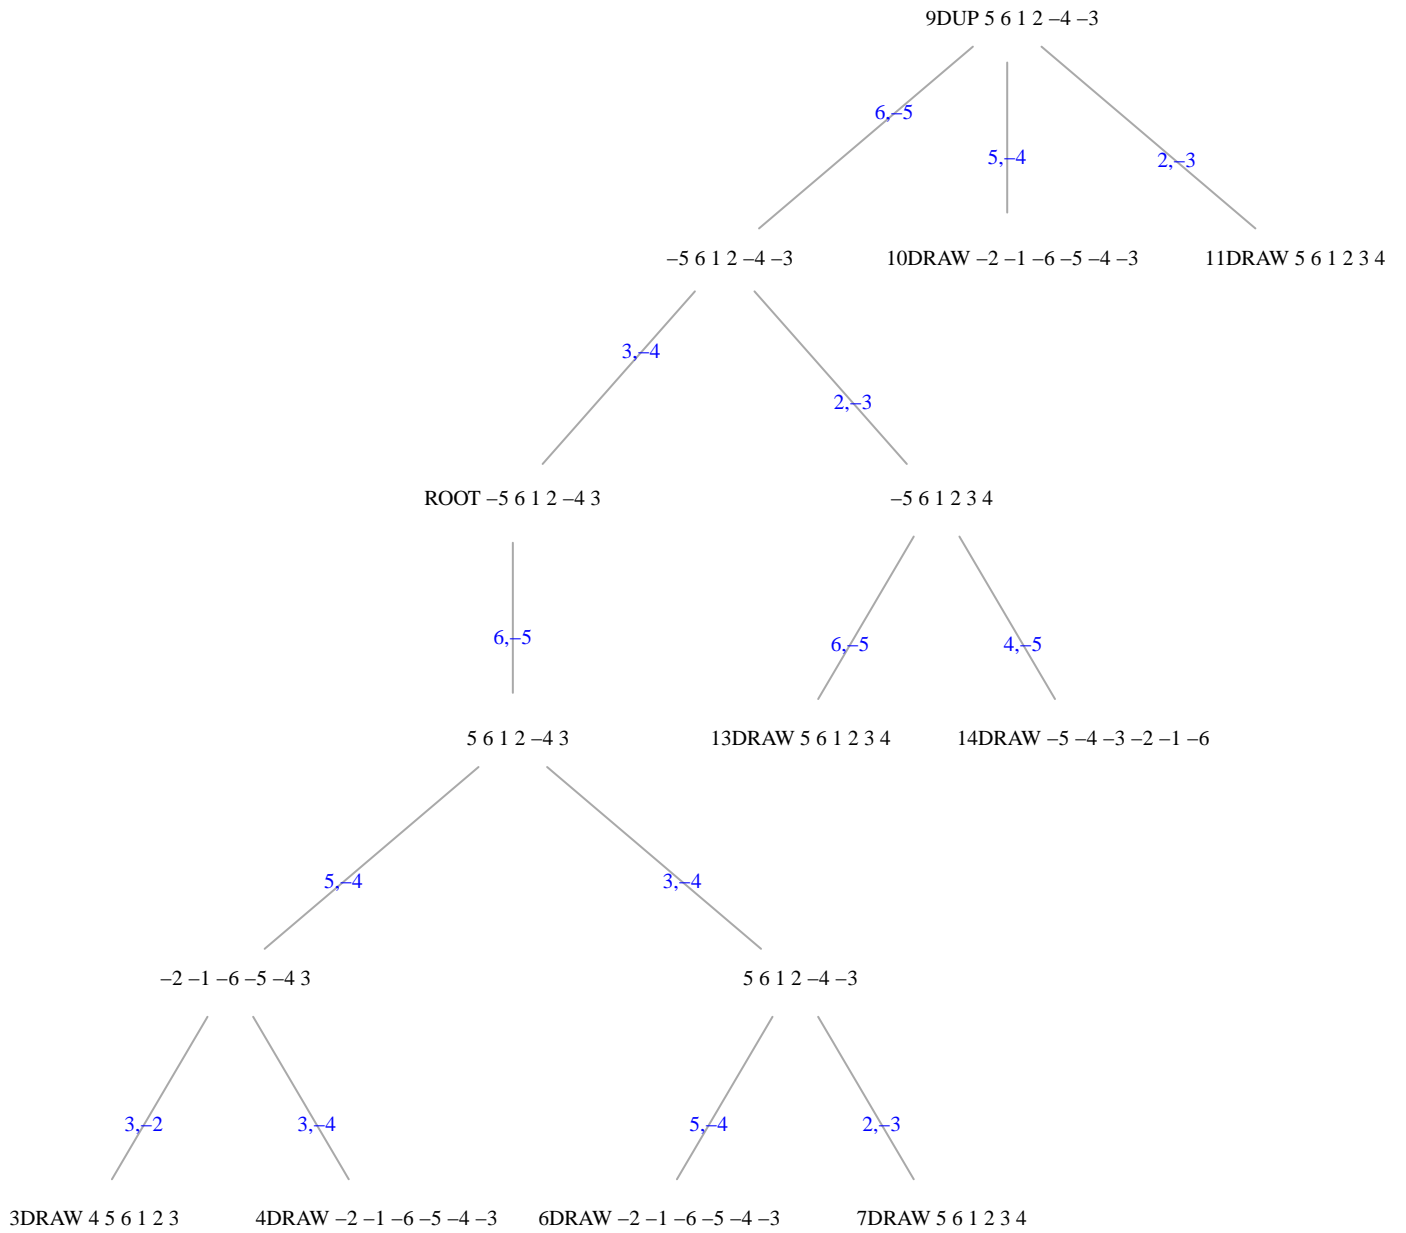 9DUP 5 6 1 2 –4 –3
6,–5
5,–4
2,–3
–5 6 1 2 –4 –3
10DRAW –2 –1 –6 –5 –4 –3
11DRAW 5 6 1 2 3 4
3,–4
2,–3
ROOT –5 6 1 2 –4 3
–5 6 1 2 3 4
6,–5
6,–5
4,–5
5 6 1 2 –4 3
13DRAW 5 6 1 2 3 4
14DRAW –5 –4 –3 –2 –1 –6
5,–4
3,–4
–2 –1 –6 –5 –4 3
5 6 1 2 –4 –3
3,–2
3,–4
5,–4
2,–3
3DRAW 4 5 6 1 2 3
4DRAW –2 –1 –6 –5 –4 –3
6DRAW –2 –1 –6 –5 –4 –3
7DRAW 5 6 1 2 3 4